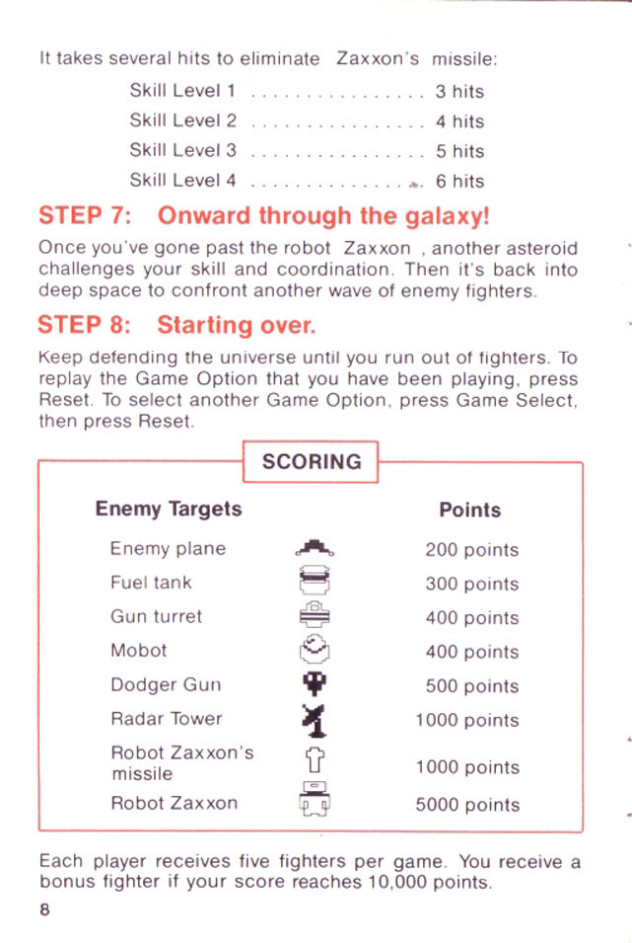 It takes several hits to eliminate Zaxxon's missile:
Skill Level 1 ................ 3 hits
Skill Level 2 ................ 4 hits
Skill Level 3 ................ 5 hits
Skill Level 4 ................ 6 hits
STEP 7: Onward through the galaxy!
Once you've gone past the robot Zaxxon , another asteroid
challenges your skill and coordination. Then it's back into
deep space to confront another wave of enemy fighters.
STEP 8: Starting over.
Keep defending the universe until you run out of fighters. To
replay the Game Option that you have been playing, press
Reset. To select another Game Option, press Game Select,
then press Reset.
SCORING
Enemy Targets Points
Enemy plane 200 points
Fuel tank 300 points
Gun turret 400 points
Mobot 400 points
Dodger Gun 500 points
Radar Tower 1000 points
Robot Zaxxon's
missile 1000 points
Robot Zaxxon 5000 points
Each player receives five fighters per game. You receive a
bonus fighter if your score reaches 10,000 points.
8